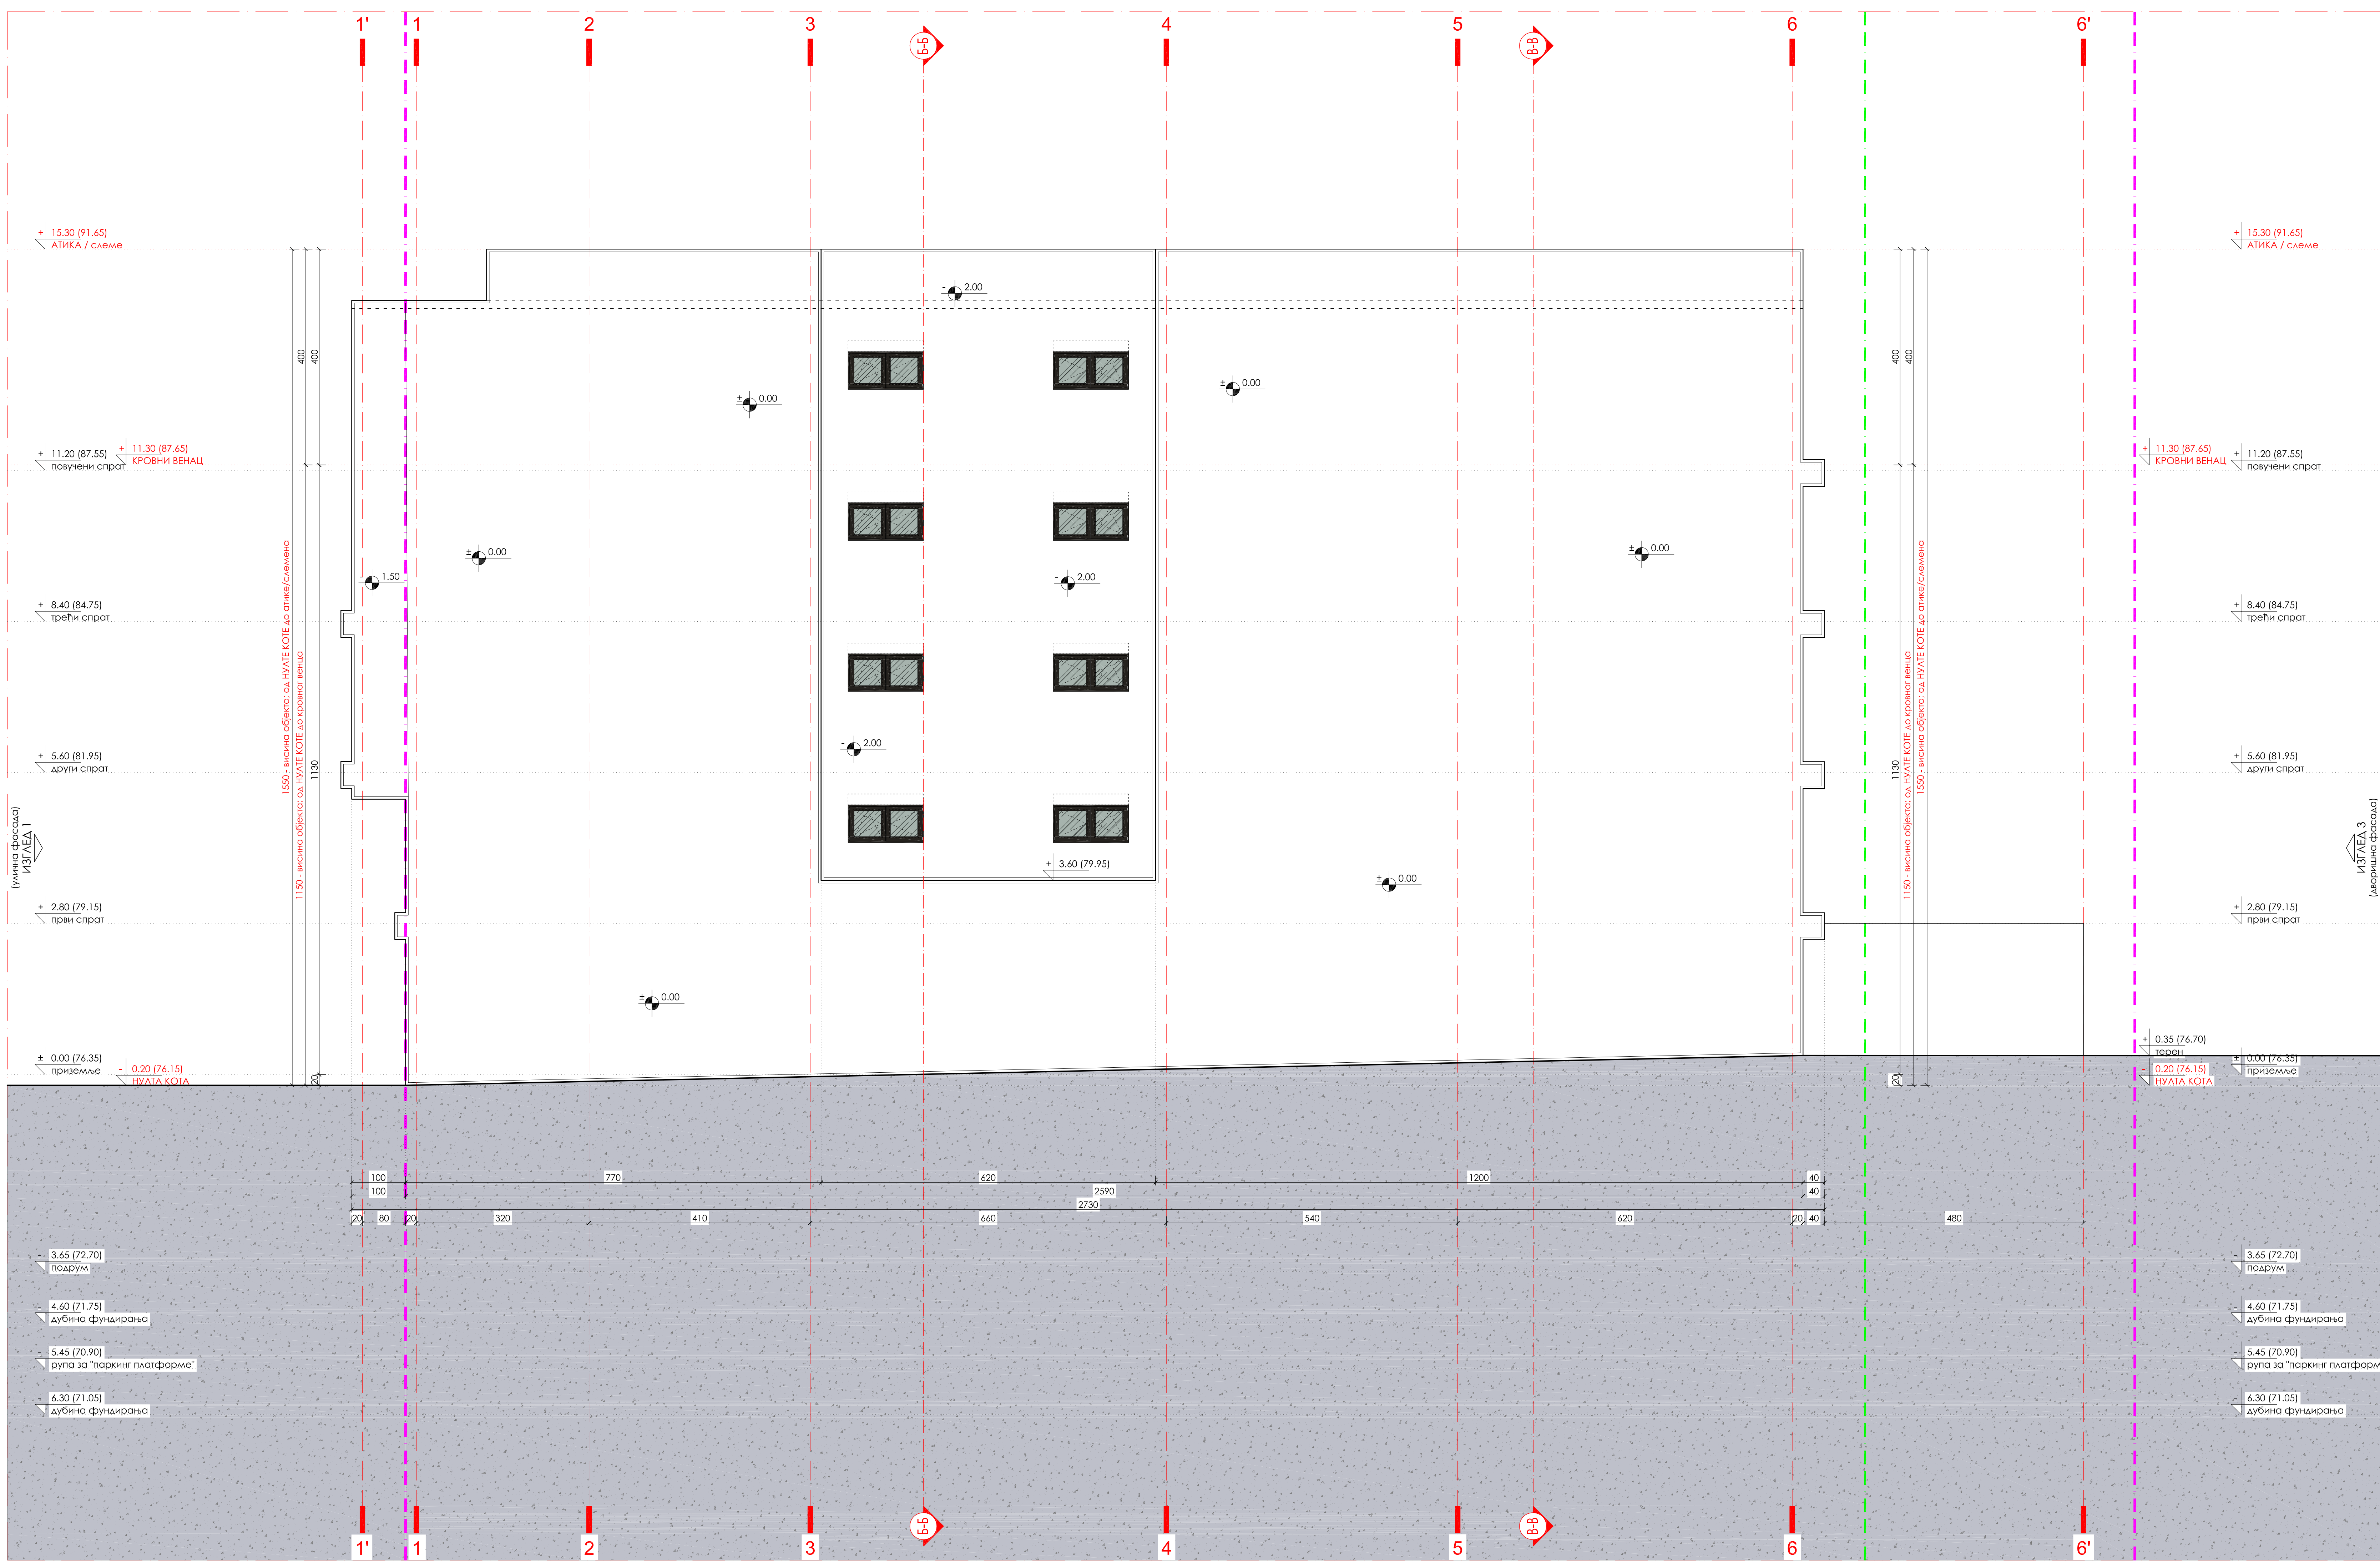 1' 1 2 3 Б-Б 4 5 В-В 6 6'
+ 15.30 (91.65)
АТИКА / слеме
+ 15.30 (91.65)
АТИКА / слеме
- 2.00
400
400
400
400
± 0.00
± 0.00
+ 11.20 (87.55)
повучени спрат
+ 11.30 (87.65)
КРОВНИ ВЕНАЦ
+ 11.30 (87.65)
КРОВНИ ВЕНАЦ
+ 11.20 (87.55)
повучени спрат
± 0.00
± 0.00
- 1.50
- 2.00
+ 8.40 (84.75)
трећи спрат
+ 8.40 (84.75)
трећи спрат
1550 - висина објекта: од НУЛТЕ КОТЕ до атике/слемена
1150 - висина објекта: од НУЛТЕ КОТЕ до кровног венца
1130
1130
1150 - висина објекта: од НУЛТЕ КОТЕ до кровног венца
1550 - висина објекта: од НУЛТЕ КОТЕ до атике/слемена
- 2.00
+ 5.60 (81.95)
други спрат
+ 5.60 (81.95)
други спрат
(улична фасада)
ИЗГЛЕД 1
ИЗГЛЕД 3
(дворишна фасада)
+ 3.60 (79.95)
± 0.00
+ 2.80 (79.15)
први спрат
+ 2.80 (79.15)
први спрат
± 0.00
± 0.00 (76.35)
приземље
- 0.20 (76.15)
НУЛТА КОТА
20
20
+ 0.35 (76.70)
терен
- 0.20 (76.15)
НУЛТА КОТА
± 0.00 (76.35)
приземље
100 770 620 1200 40
100 2590 40
2730
20 80 20 320 410 660 540 620 20 40 480
- 3.65 (72.70)
подрум
- 3.65 (72.70)
подрум
- 4.60 (71.75)
дубина фундирања
- 4.60 (71.75)
дубина фундирања
- 5.45 (70.90)
рупа за "паркинг платформе"
- 5.45 (70.90)
рупа за "паркинг платформ
- 6.30 (71.05)
дубина фундирања
- 6.30 (71.05)
дубина фундирања
1' 1 2 3 Б-Б 4 5 В-В 6 6'